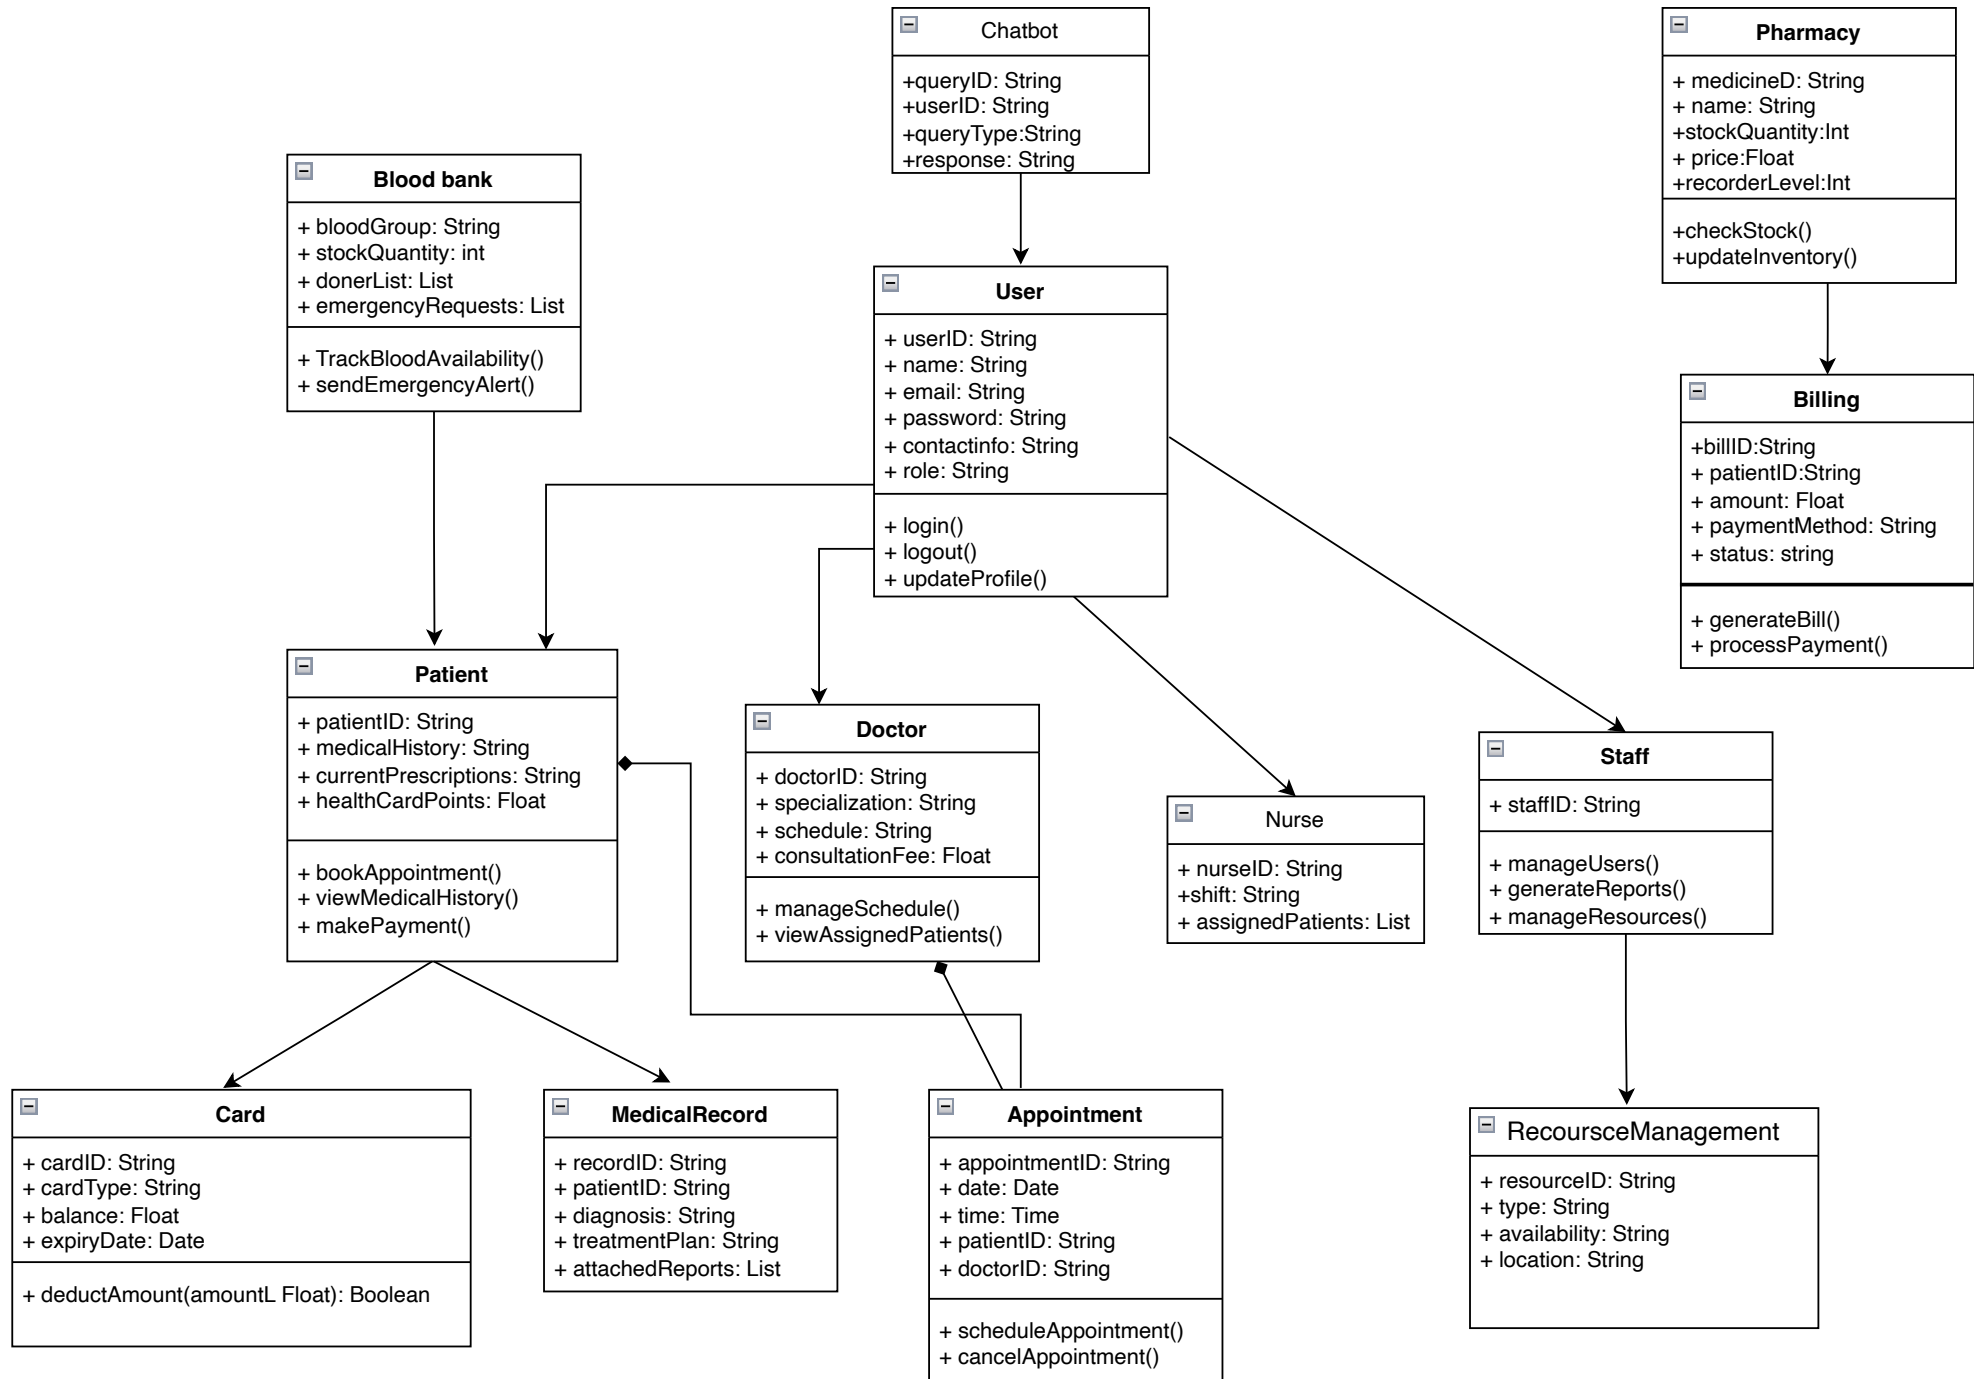 Chatbot
+queryID: String
+userID: String
+queryType:String
+response: String
Pharmacy
+ medicineD: String
+ name: String
+stockQuantity:Int
+ price:Float
+recorderLevel:Int
+checkStock()
+updateInventory()
Blood bank
+ bloodGroup: String
+ stockQuantity: int
+ donerList: List
+ emergencyRequests: List
+ TrackBloodAvailability()
+ sendEmergencyAlert()
User
+ userID: String
+ name: String
+ email: String
+ password: String
+ contactinfo: String
+ role: String
+ login()
+ logout()
+ updateProfile()
Billing
+billID:String
+ patientID:String
+ amount: Float
+ paymentMethod: String
+ status: string
+ generateBill()
+ processPayment()
Patient
+ patientID: String
+ medicalHistory: String
+ currentPrescriptions: String
+ healthCardPoints: Float
+ bookAppointment()
+ viewMedicalHistory()
+ makePayment()
Doctor
+ doctorID: String
+ specialization: String
+ schedule: String
+ consultationFee: Float
+ manageSchedule()
+ viewAssignedPatients()
Nurse
+ nurseID: String
+shift: String
+ assignedPatients: List
Staff
+ staffID: String
+ manageUsers()
+ generateReports()
+ manageResources()
Card
+ cardID: String
+ cardType: String
+ balance: Float
+ expiryDate: Date
+ deductAmount(amountL Float): Boolean
MedicalRecord
+ recordID: String
+ patientID: String
+ diagnosis: String
+ treatmentPlan: String
+ attachedReports: List
Appointment
+ appointmentID: String
+ date: Date
+ time: Time
+ patientID: String
+ doctorID: String
+ scheduleAppointment()
+ cancelAppointment()
RecoursceManagement
+ resourceID: String
+ type: String
+ availability: String
+ location: String